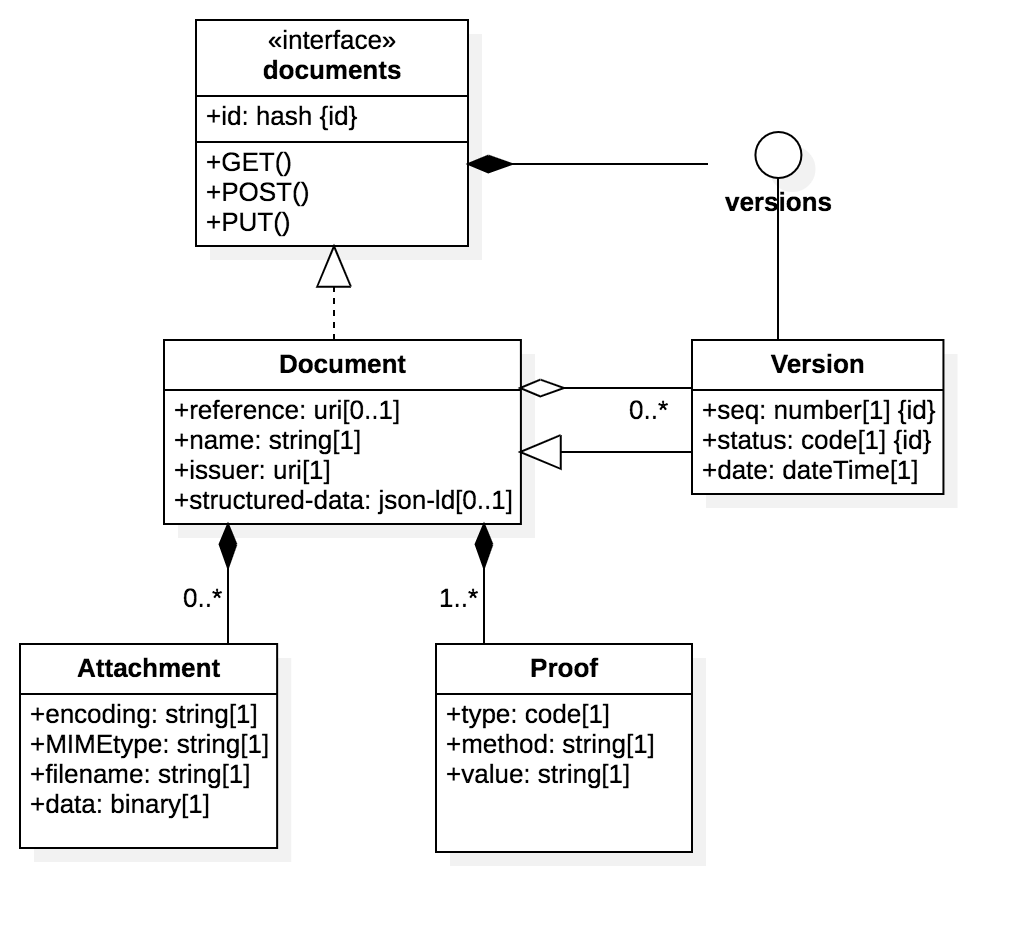 «interface»
documents
+id: hash {id}
+GET()
+POST()
+PUT()
versions
Document
+reference: uri[0..1]
+name: string[1]
+issuer: uri[1]
+structured-data: json-ld[0..1]
0..*
Version
+seq: number[1] {id}
+status: code[1] {id}
+date: dateTime[1]
0..*
1..*
Attachment
+encoding: string[1]
+MIMEtype: string[1]
+filename: string[1]
+data: binary[1]
Proof
+type: code[1]
+method: string[1]
+value: string[1]